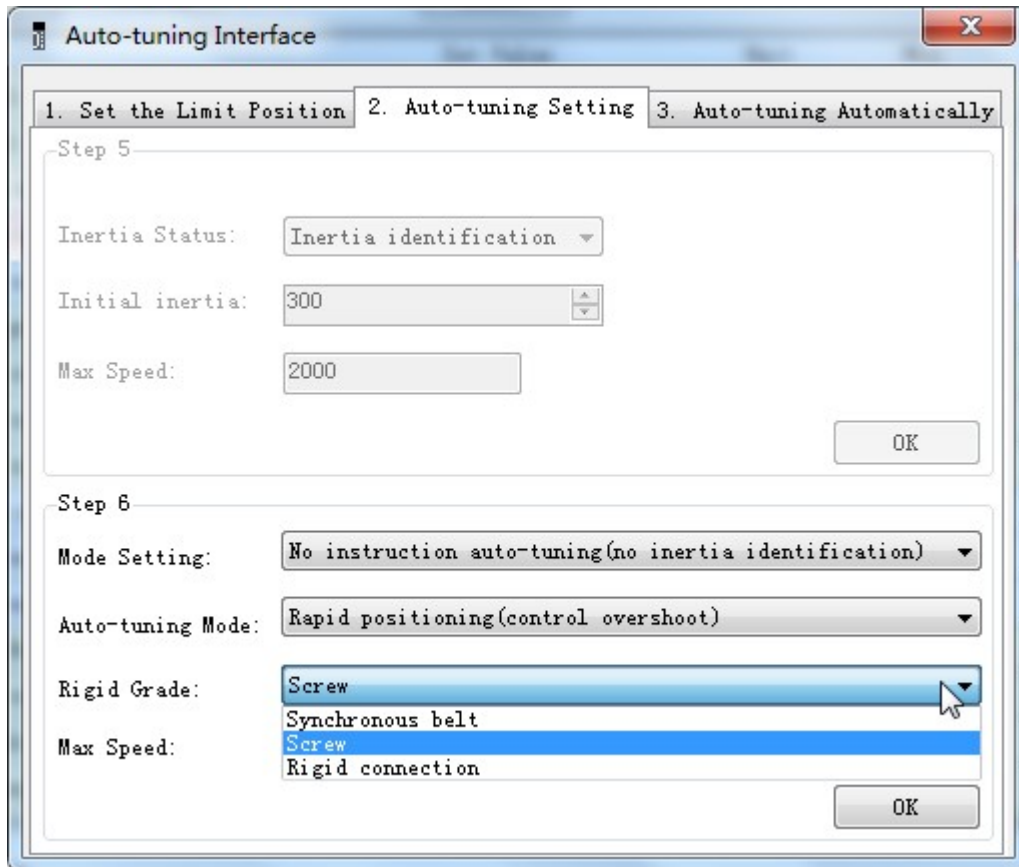 Auto-tuning Interface
1. Set the Limit Position
2. Auto-tuning Setting
3. Auto-tuning Automatically
Step 5
Inertia Status:
Inertia identification
Initial inertia:
300
Max Speed:
2000
OK
Step 6
Mode Setting:
No instruction auto-tuning(no inertia identification)
Auto-tuning Mode:
Rapid positioning(control overshoot)
Rigid Grade:
Screw
Synchronous belt
Screw
Rigid connection
Max Speed:
OK